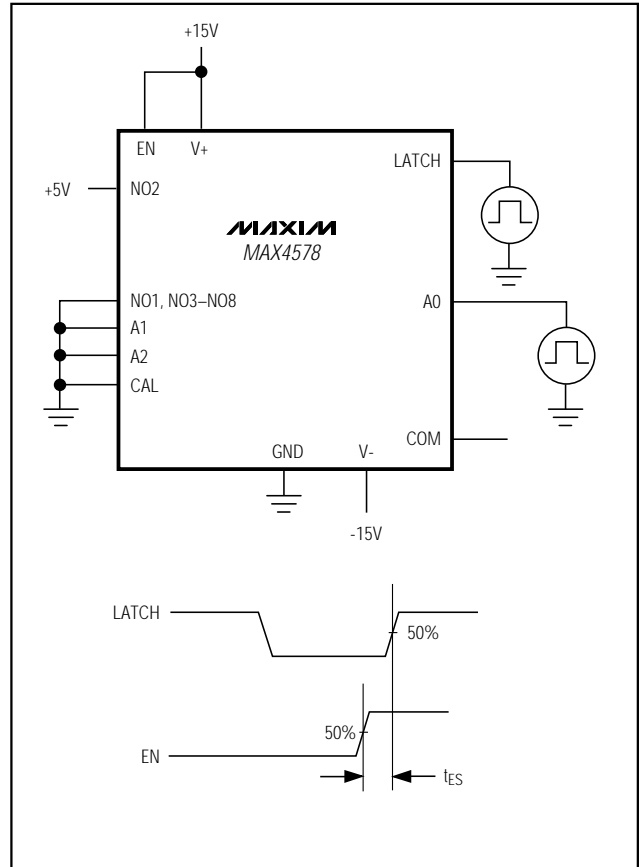 +15V
EN V+
LATCH
+5V NO2
MAXIM
MAX4578
NO1, NO3–NO8
A0
A1
A2
CAL
COM
GND V-
-15V
LATCH
50%
50%
EN
tES